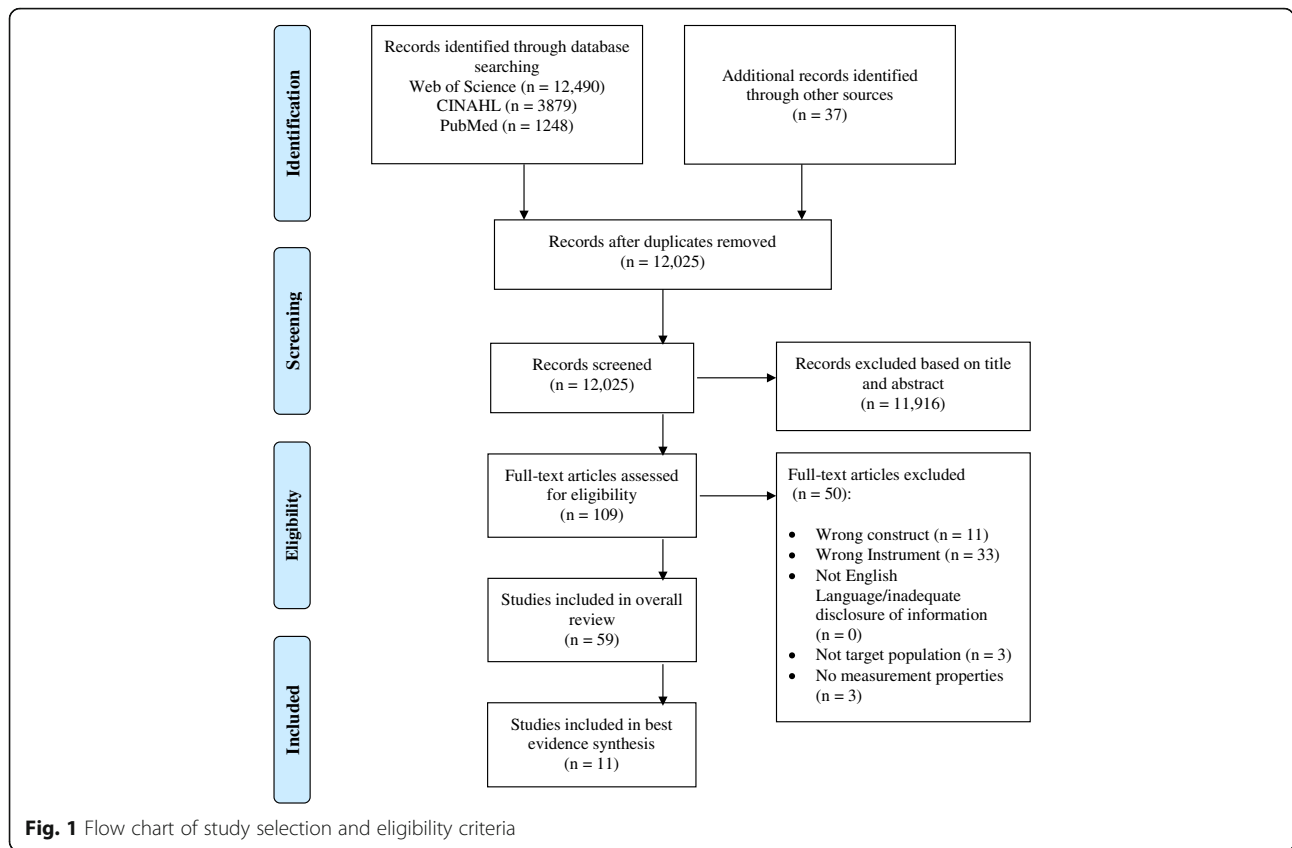 Identification
Records identified through database
searching
Web of Science (n = 12,490)
CINAHL (n = 3879)
PubMed (n = 1248)
Additional records identified
through other sources
(n = 37)
Screening
Records after duplicates removed
(n = 12,025)
Records screened
(n = 12,025)
Records excluded based on title
and abstract
(n = 11,916)
Eligibility
Full-text articles assessed
for eligibility
(n = 109)
Full-text articles excluded
(n = 50):
• Wrong construct (n = 11)
• Wrong Instrument (n = 33)
• Not English
Language/inadequate
disclosure of information
(n = 0)
• Not target population (n = 3)
• No measurement properties
(n = 3)
Studies included in overall
review
(n = 59)
Included
Studies included in best
evidence synthesis
(n = 11)
Fig. 1 Flow chart of study selection and eligibility criteria